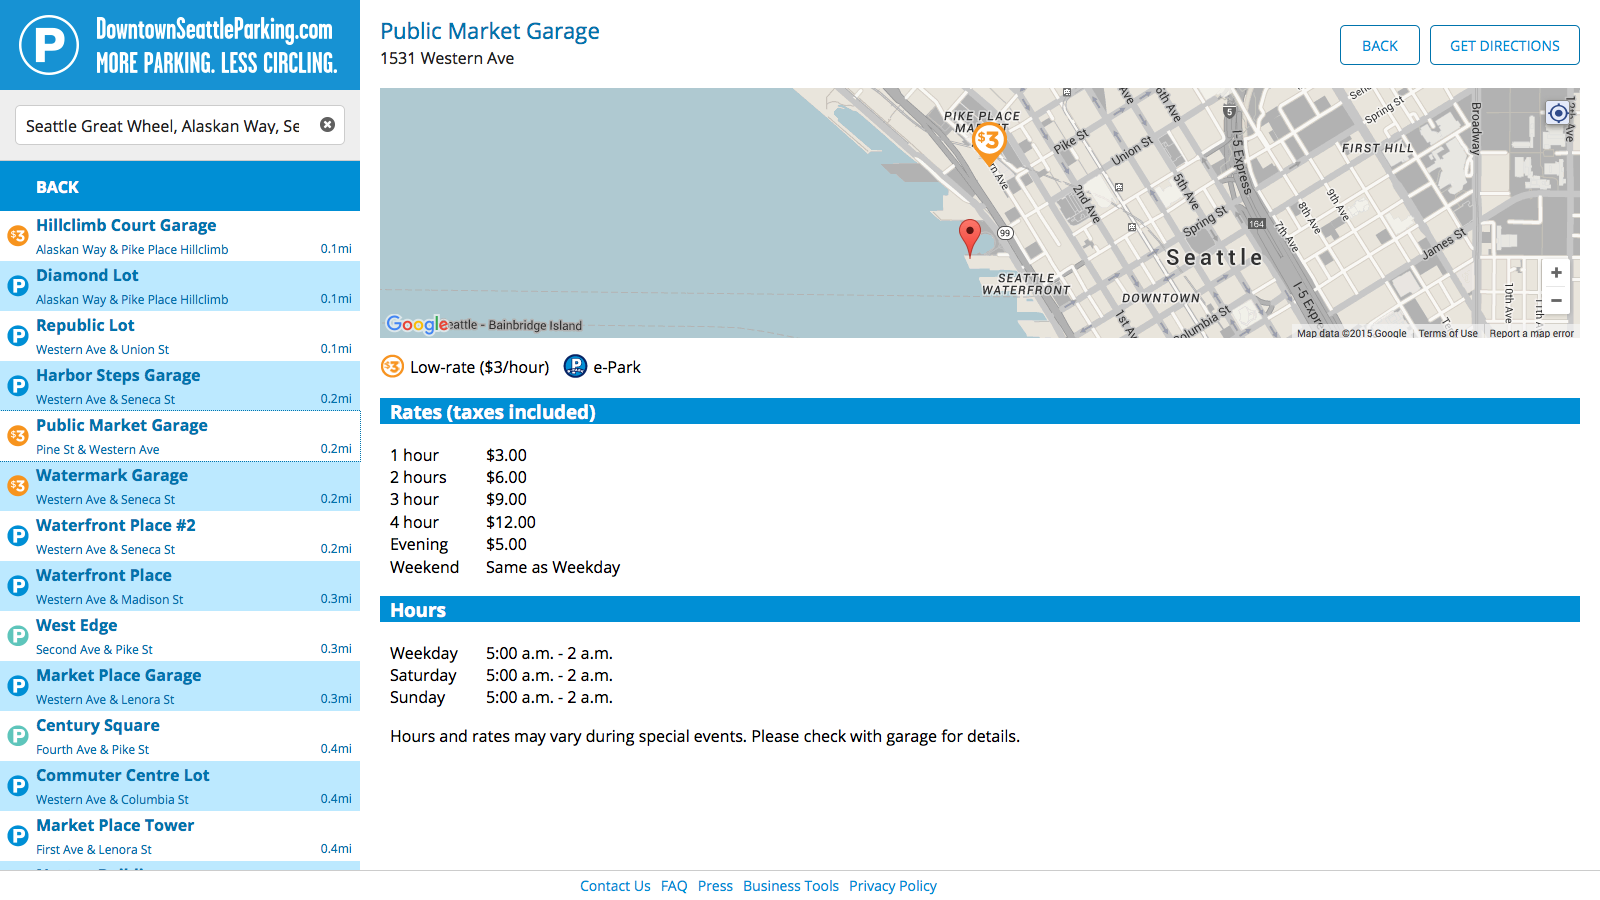 DowntownSeattleParking.com
MORE PARKING. LESS CIRCLING.
Seattle Great Wheel, Alaskan Way, Se
BACK
Hillclimb Court Garage
Alaskan Way & Pike Place Hillclimb 0.1mi
Diamond Lot
Alaskan Way & Pike Place Hillclimb 0.1mi
Republic Lot
Western Ave & Union St 0.1mi
Harbor Steps Garage
Western Ave & Seneca St 0.2mi
Public Market Garage
Pine St & Western Ave 0.2mi
Watermark Garage
Western Ave & Seneca St 0.2mi
Waterfront Place #2
Western Ave & Seneca St 0.2mi
Waterfront Place
Western Ave & Madison St 0.3mi
West Edge
Second Ave & Pike St 0.3mi
Market Place Garage
Western Ave & Lenora St 0.3mi
Century Square
Fourth Ave & Pike St 0.4mi
Commuter Centre Lot
Western Ave & Columbia St 0.4mi
Market Place Tower
First Ave & Lenora St 0.4mi
Public Market Garage
1531 Western Ave
BACK
GET DIRECTIONS
PIKE PLACE
$3
Pike St
Union St
2nd Ave
5th Ave
Spring St
I-5 Express
5
164
99
7th Ave
8th Ave
9th Ave
FIRST HILL
Spring St
Broadway
James St
Seattle
SEATTLE
WATERFRONT
DOWNTOWN
1st Av
I-5 Exp
10th Ave
Google
eattle - Bainbridge Island
Map data ©2015 Google
Terms of Use
Report a map error
Low-rate ($3/hour)
e-Park
Rates (taxes included)
1 hour $3.00
2 hours $6.00
3 hour $9.00
4 hour $12.00
Evening $5.00
Weekend Same as Weekday
Hours
Weekday 5:00 a.m. - 2 a.m.
Saturday 5:00 a.m. - 2 a.m.
Sunday 5:00 a.m. - 2 a.m.
Hours and rates may vary during special events. Please check with garage for details.
Contact Us FAQ Press Business Tools Privacy Policy